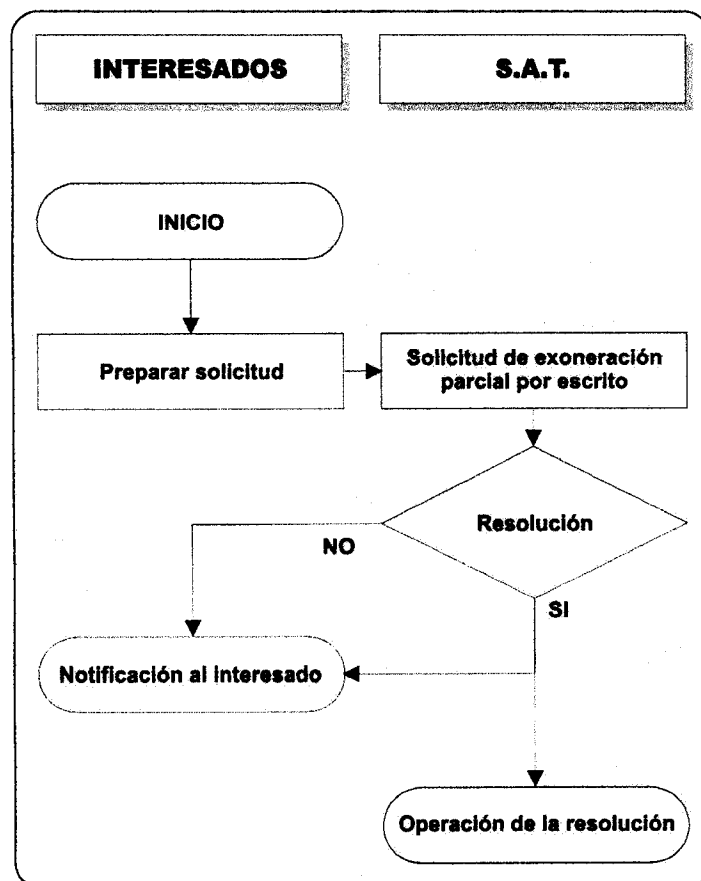 INTERESADOS
S.A.T.
INICIO
Preparar solicitud
Solicitud de exoneración
parcial por escrito
Resolución
NO
SI
Notificación al interesado
Operación de la resolución